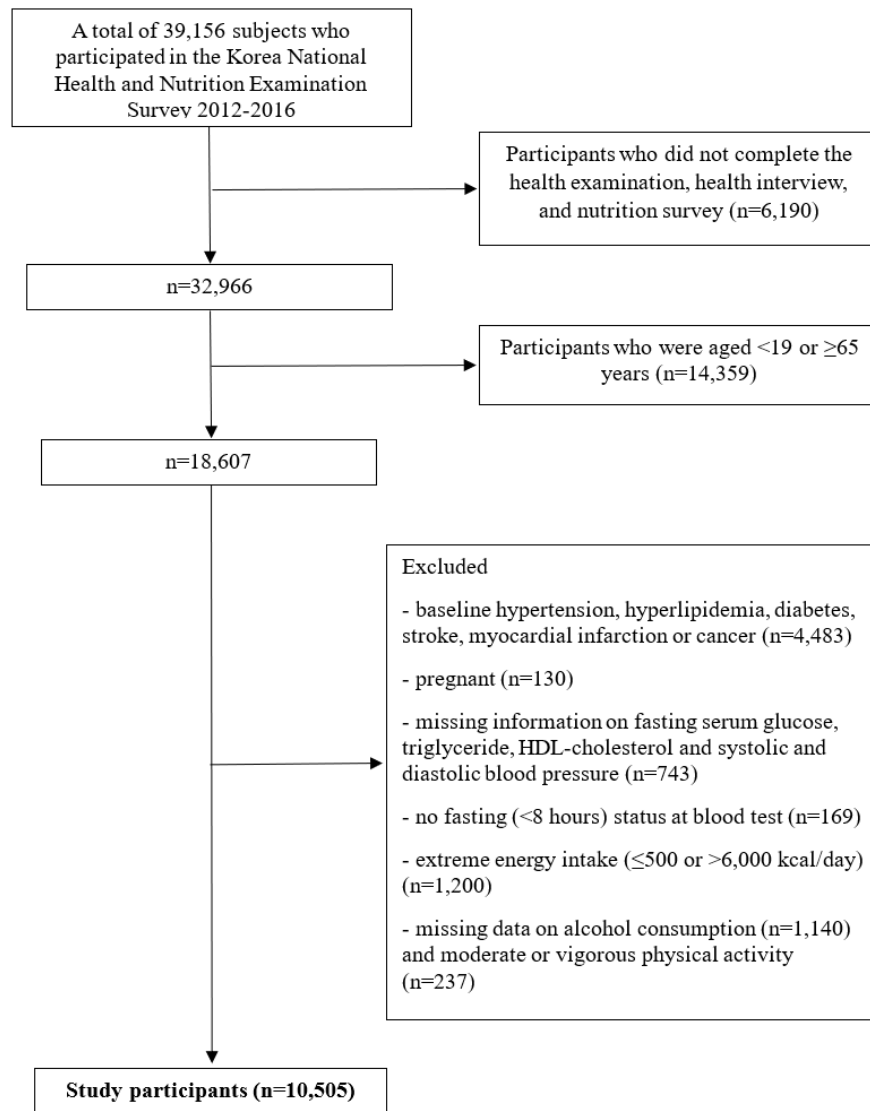 A total of 39,156 subjects who
participated in the Korea National
Health and Nutrition Examination
Survey 2012-2016
Participants who did not complete the
health examination, health interview,
and nutrition survey (n=6,190)
n=32,966
Participants who were aged <19 or ≥65
years (n=14,359)
n=18,607
Excluded
- baseline hypertension, hyperlipidemia, diabetes,
stroke, myocardial infarction or cancer (n=4,483)
- pregnant (n=130)
- missing information on fasting serum glucose,
triglyceride, HDL-cholesterol and systolic and
diastolic blood pressure (n=743)
- no fasting (<8 hours) status at blood test (n=169)
- extreme energy intake (≤500 or >6,000 kcal/day)
(n=1,200)
- missing data on alcohol consumption (n=1,140)
and moderate or vigorous physical activity
(n=237)
Study participants (n=10,505)